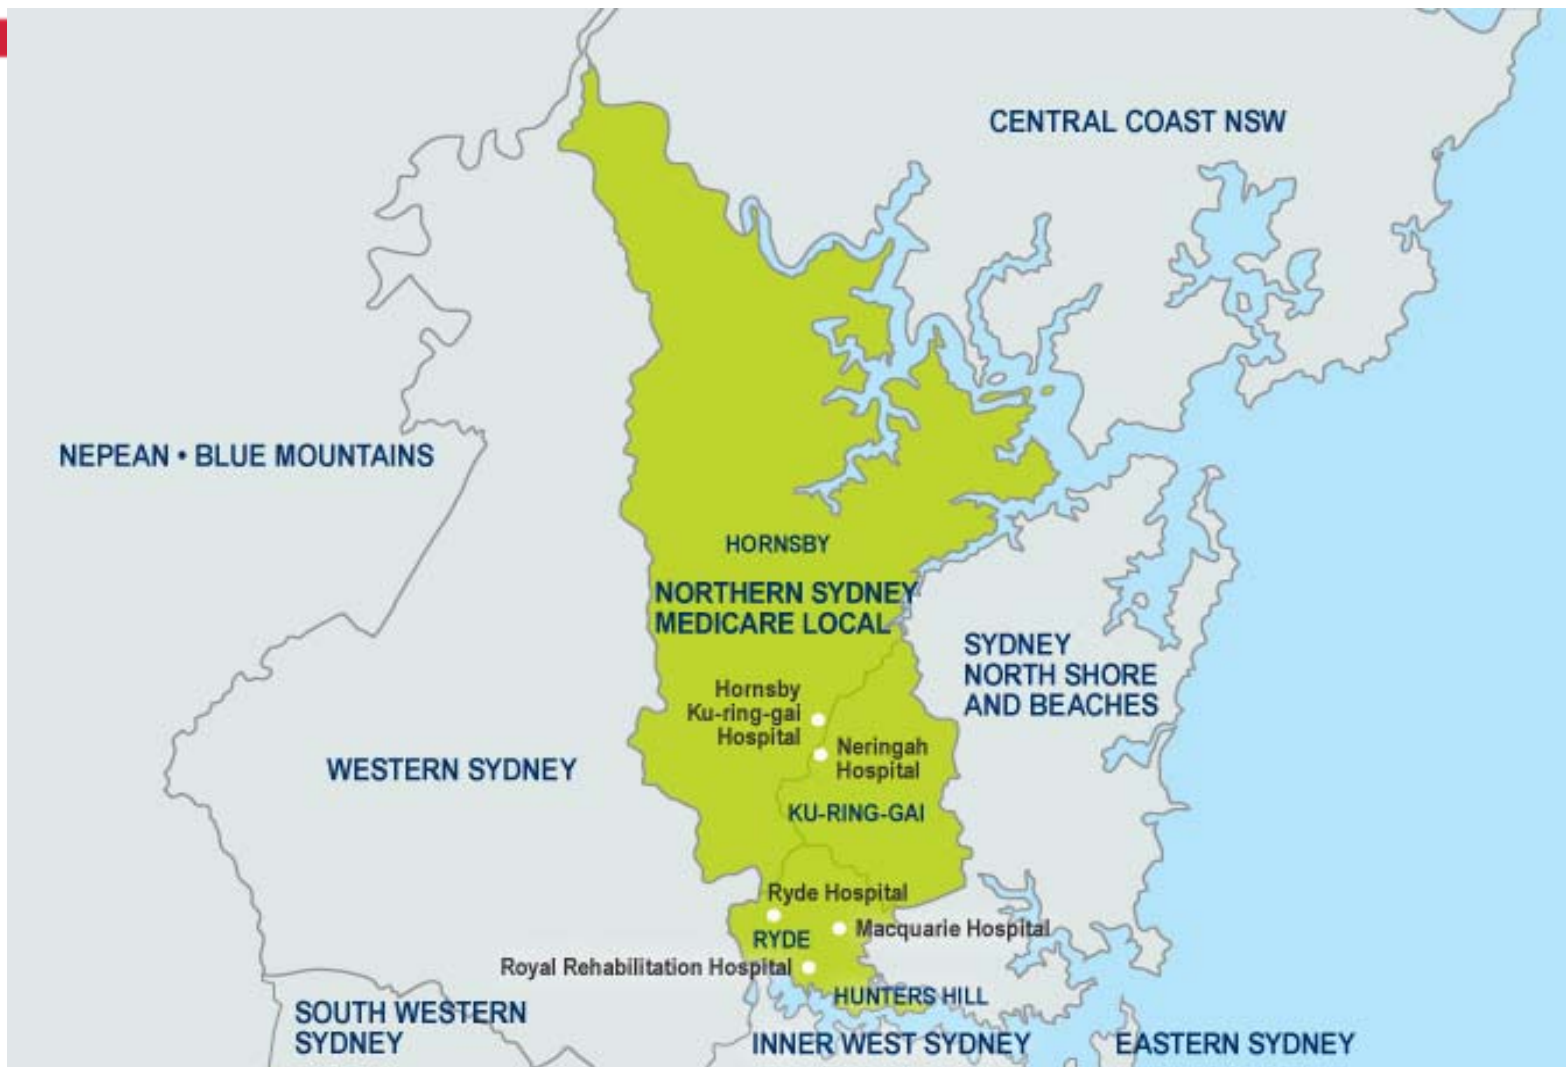 CENTRAL COAST NSW
NEPEAN • BLUE MOUNTAINS
HORNSBY
NORTHERN SYDNEY
MEDICARE LOCAL
SYDNEY
NORTH SHORE
AND BEACHES
Hornsby
Ku-ring-gai
Hospital
Neringah
Hospital
WESTERN SYDNEY
KU-RING-GAI
Ryde Hospital
Macquarie Hospital
RYDE
Royal Rehabilitation Hospital
HUNTERS HILL
SOUTH WESTERN
SYDNEY
INNER WEST SYDNEY
EASTERN SYDNEY